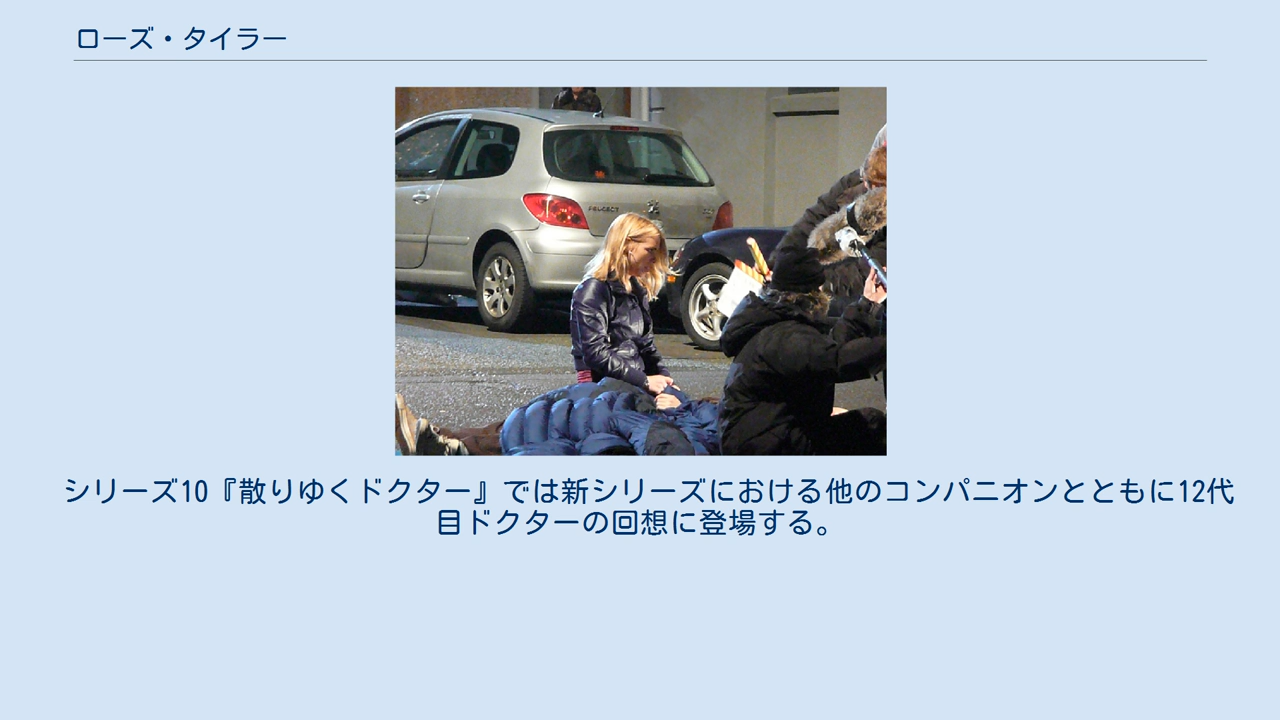 ローズ・タイラー
PEUGEOT
シリーズ10『散りゆくドクター』では新シリーズにおける他のコンパニオンとともに12代
目ドクターの回想に登場する。